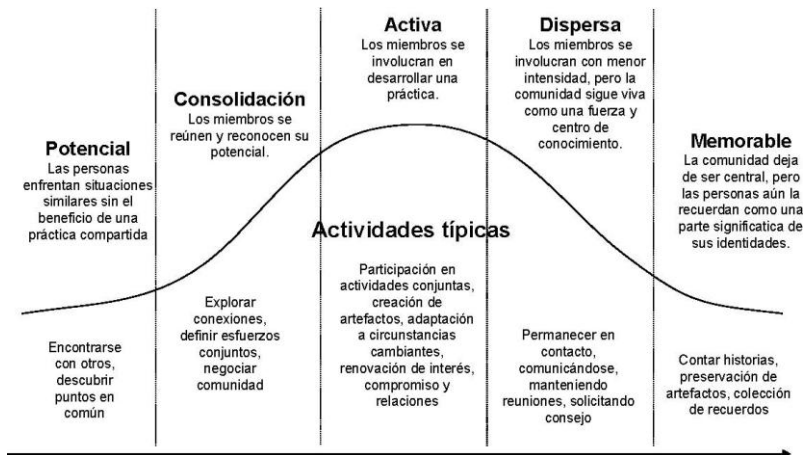 Potencial
Las personas
enfrentan situaciones
similares sin el
beneficio de una
práctica compartida
Consolidación
Los miembros se
reúnen y reconocen su
potencial.
Activa
Los miembros se
involucran en
desarrollar una
práctica.
Dispersa
Los miembros se
involucran con menor
intensidad, pero la
comunidad sigue viva
como una fuerza y
centro de
conocimiento.
Memorable
La comunidad deja
de ser central, pero
las personas aún la
recuerdan como una
parte significatica de
sus identidades.
Actividades típicas
Encontrarse
con otros,
descubrir
puntos en
común
Explorar
conexiones,
definir esfuerzos
conjuntos,
negociar
comunidad
Participación en
actividades conjuntas,
creación de
artefactos, adaptación
a circunstancias
cambiantes,
renovación de interés,
compromiso y
relaciones
Permanecer en
contacto,
comunicándose,
manteniendo
reuniones, solicitando
consejo
Contar historias,
preservación de
artefactos, colección
de recuerdos